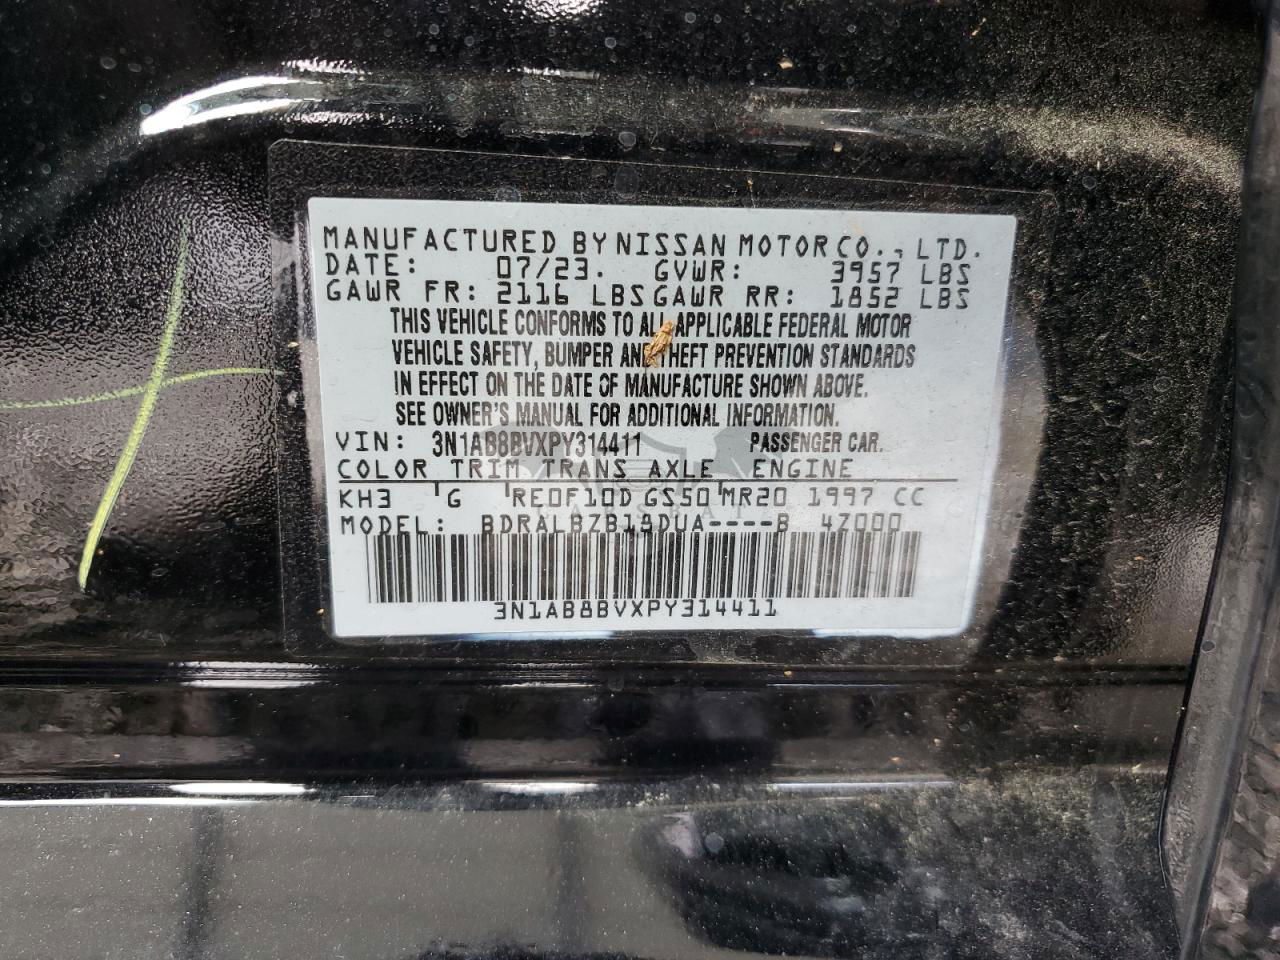 MANUFACTURED BY NISSAN MOTOR CO., LTD.
DATE: 07/23. GVWR: 3957 LBS
GAWR FR: 2116 LBS GAWR RR: 1852 LBS
THIS VEHICLE CONFORMS TO ALL APPLICABLE FEDERAL MOTOR
VEHICLE SAFETY, BUMPER AND THEFT PREVENTION STANDARDS
IN EFFECT ON THE DATE OF MANUFACTURE SHOWN ABOVE.
SEE OWNER'S MANUAL FOR ADDITIONAL INFORMATION.
VIN: 3N1AB8BVXPY314411 PASSENGER CAR.
COLOR TRIM TRANS AXLE ENGINE
KH3 G RE0F10D GS50 MR20 1997 CC
MODEL: BDRALBZB19DUA----B 4Z000
3N1AB8BVXPY314411